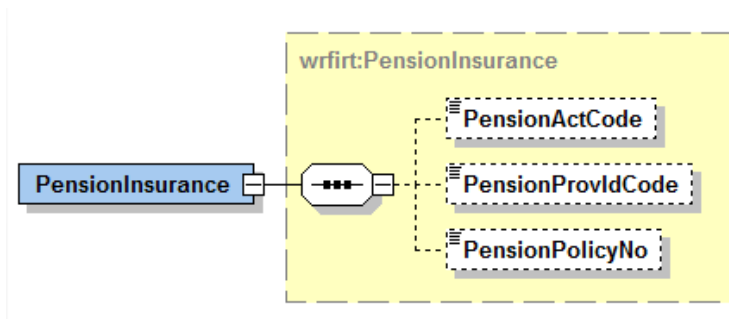 wrfirt:PensionInsurance
PensionActCode
PensionInsurance
PensionProvIdCode
PensionPolicyNo